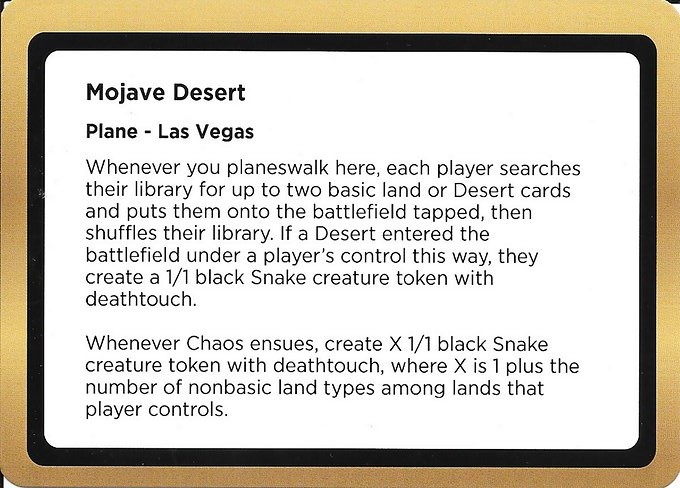 Mojave Desert
Plane - Las Vegas
Whenever you planeswalk here, each player searches
their library for up to two basic land or Desert cards
and puts them onto the battlefield tapped, then
shuffles their library. If a Desert entered the
battlefield under a player's control this way, they
create a 1/1 black Snake creature token with
deathtouch.
Whenever Chaos ensues, create X 1/1 black Snake
creature token with deathtouch, where X is 1 plus the
number of nonbasic land types among lands that
player controls.